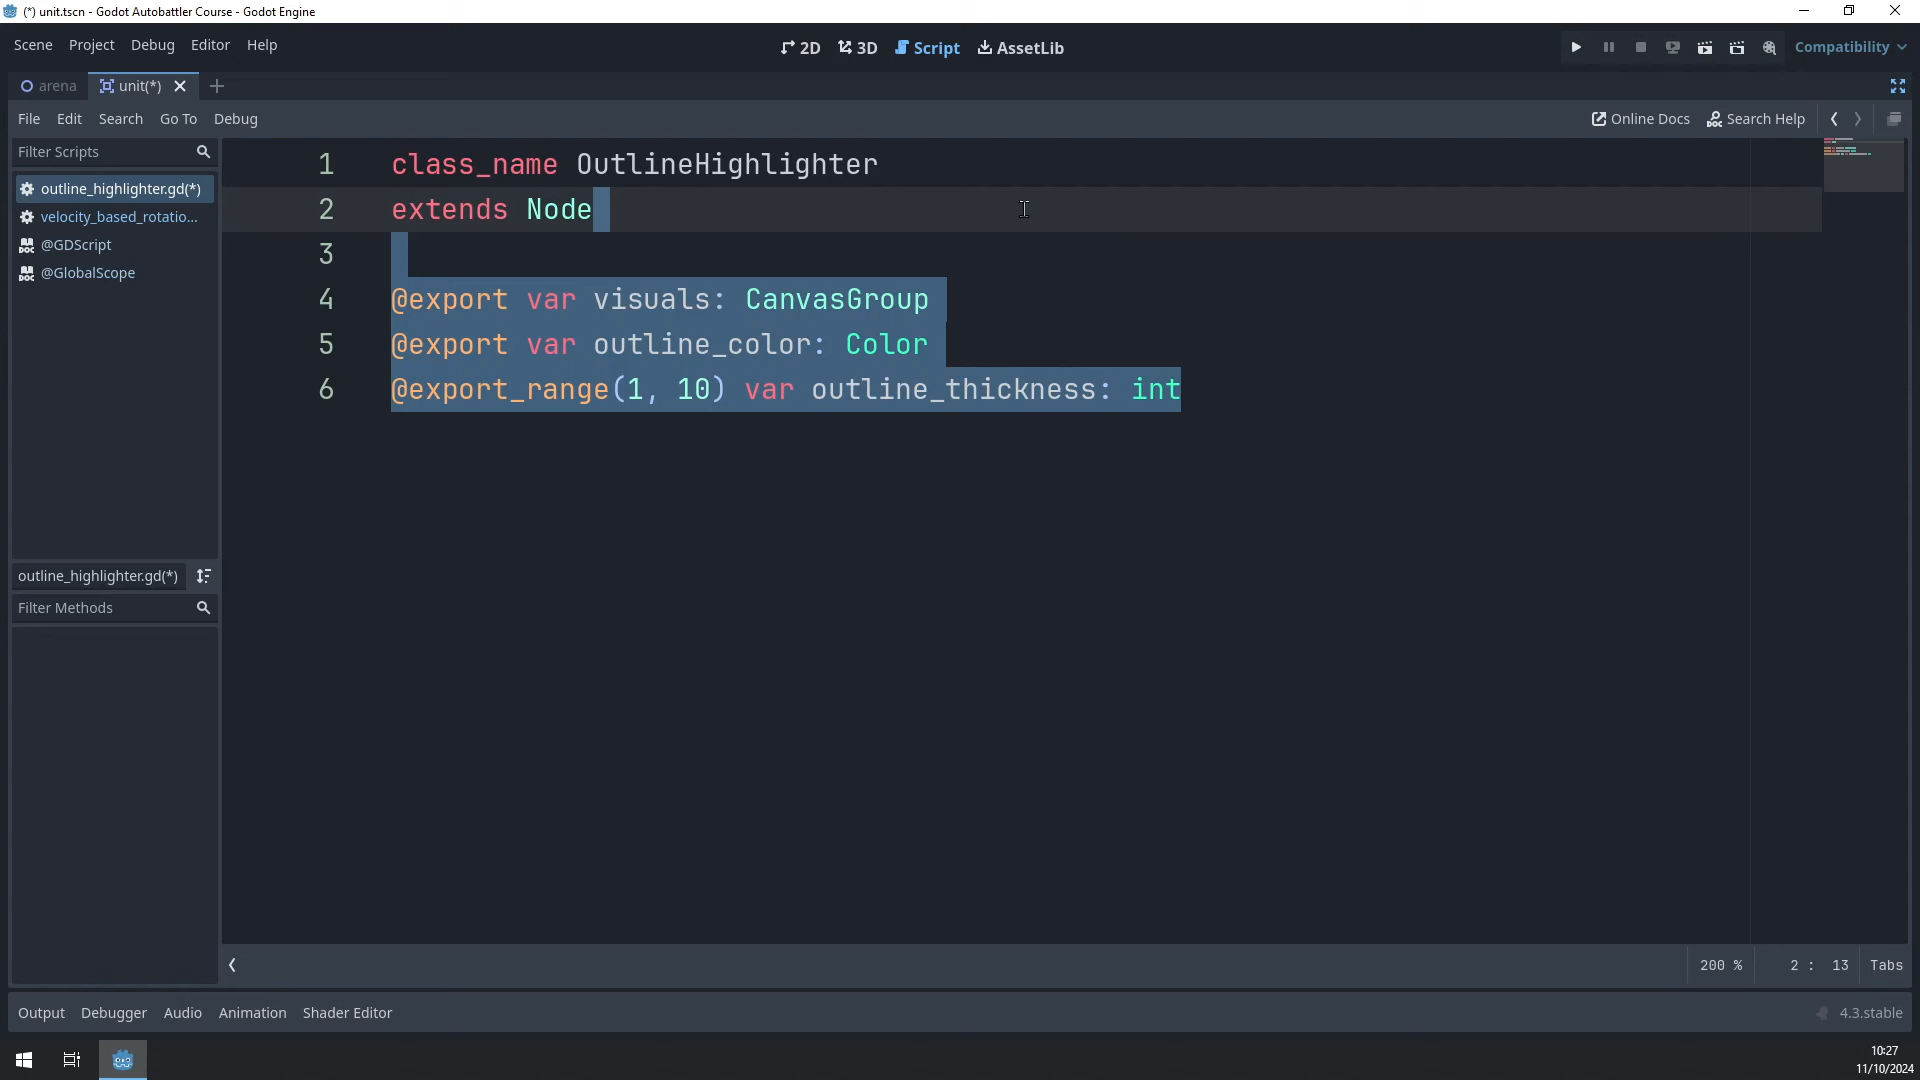 (*) unit.tscn - Godot Autobattler Course - Godot Engine
Scene Project Debug Editor Help
2D 3D Script AssetLib
Compatibility
arena unit(*)
File Edit Search Go To Debug
Online Docs Search Help
Filter Scripts
outline_highlighter.gd(*)
velocity_based_rotatio...
@GDScript
@GlobalScope
outline_highlighter.gd(*)
Filter Methods
1 class_name OutlineHighlighter
2 extends Node
3
4 @export var visuals: CanvasGroup
5 @export var outline_color: Color
6 @export_range(1, 10) var outline_thickness: int
200 % 2 : 13 Tabs
Output Debugger Audio Animation Shader Editor
4.3.stable
10:27
11/10/2024